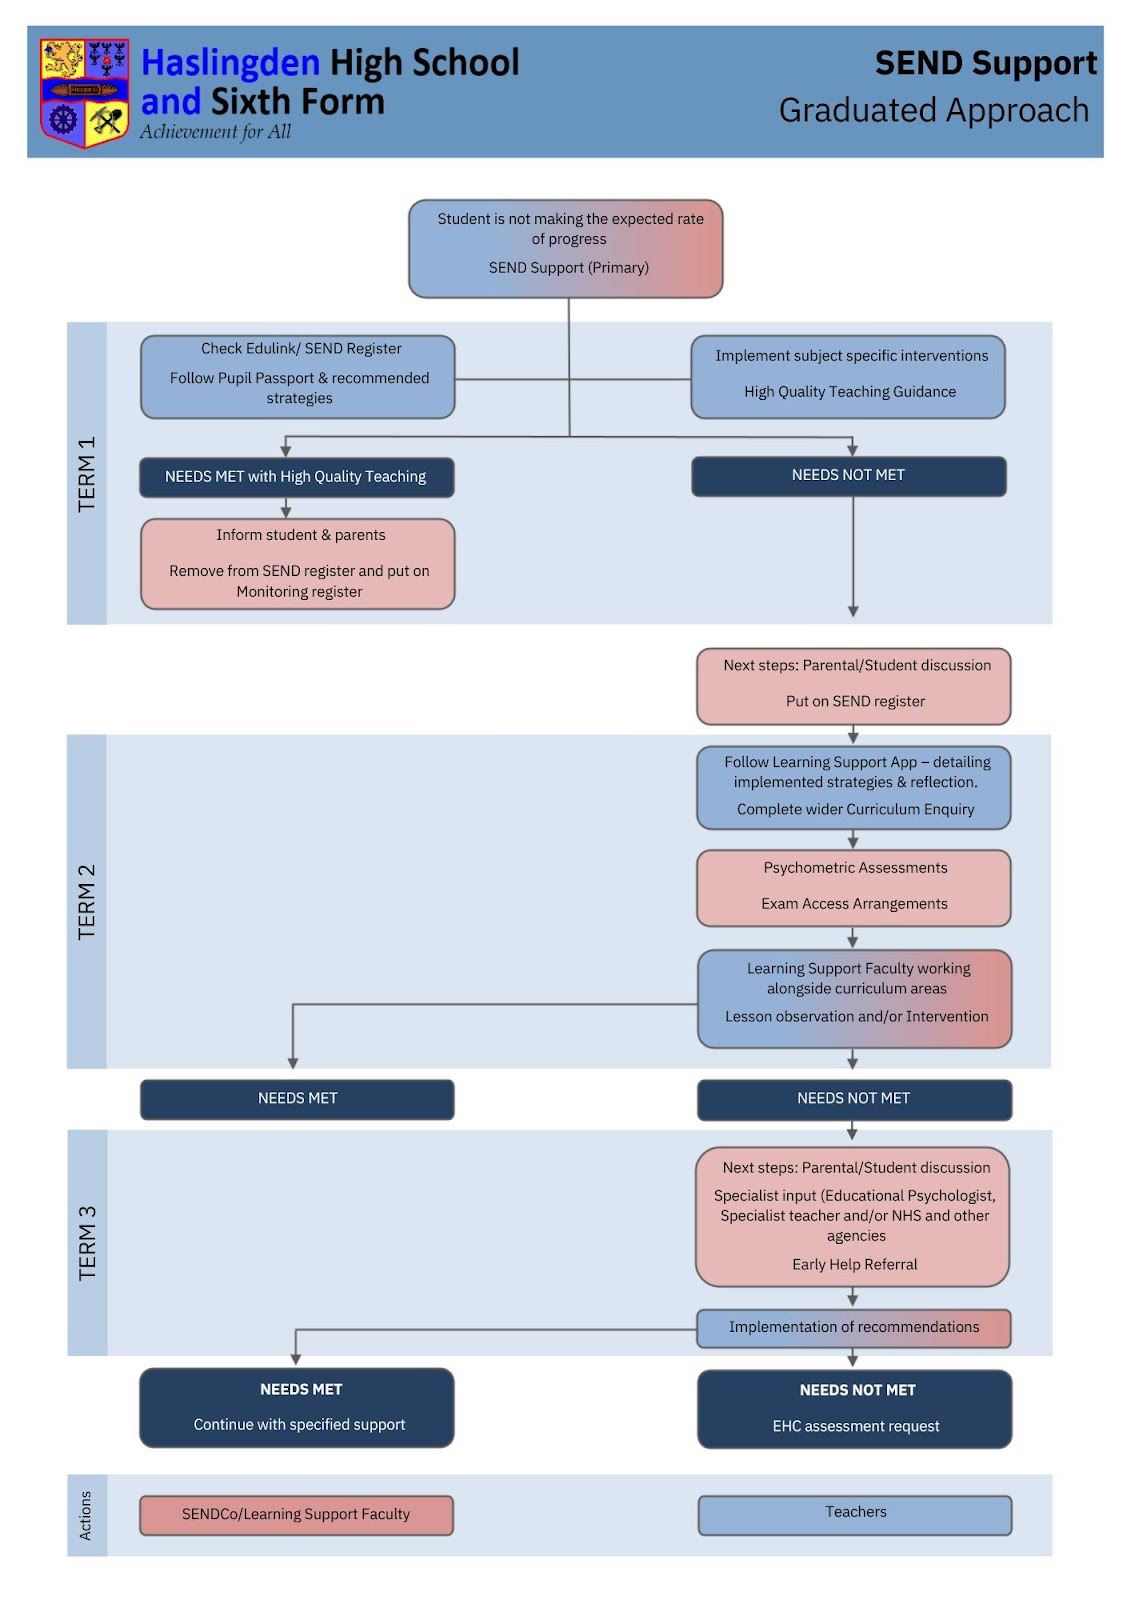 Haslingden High School
and Sixth Form
Achievement for All
SEND Support
Graduated Approach
Student is not making the expected rate
of progress
SEND Support (Primary)
TERM 1
Check Edulink/ SEND Register
Follow Pupil Passport & recommended
strategies
Implement subject specific interventions
High Quality Teaching Guidance
NEEDS MET with High Quality Teaching
NEEDS NOT MET
Inform student & parents
Remove from SEND register and put on
Monitoring register
Next steps: Parental/Student discussion
Put on SEND register
TERM 2
Follow Learning Support App – detailing
implemented strategies & reflection.
Complete wider Curriculum Enquiry
Psychometric Assessments
Exam Access Arrangements
Learning Support Faculty working
alongside curriculum areas
Lesson observation and/or Intervention
NEEDS MET
NEEDS NOT MET
TERM 3
Next steps: Parental/Student discussion
Specialist input (Educational Psychologist,
Specialist teacher and/or NHS and other
agencies
Early Help Referral
Implementation of recommendations
NEEDS MET
Continue with specified support
NEEDS NOT MET
EHC assessment request
Actions
SENDCo/Learning Support Faculty
Teachers